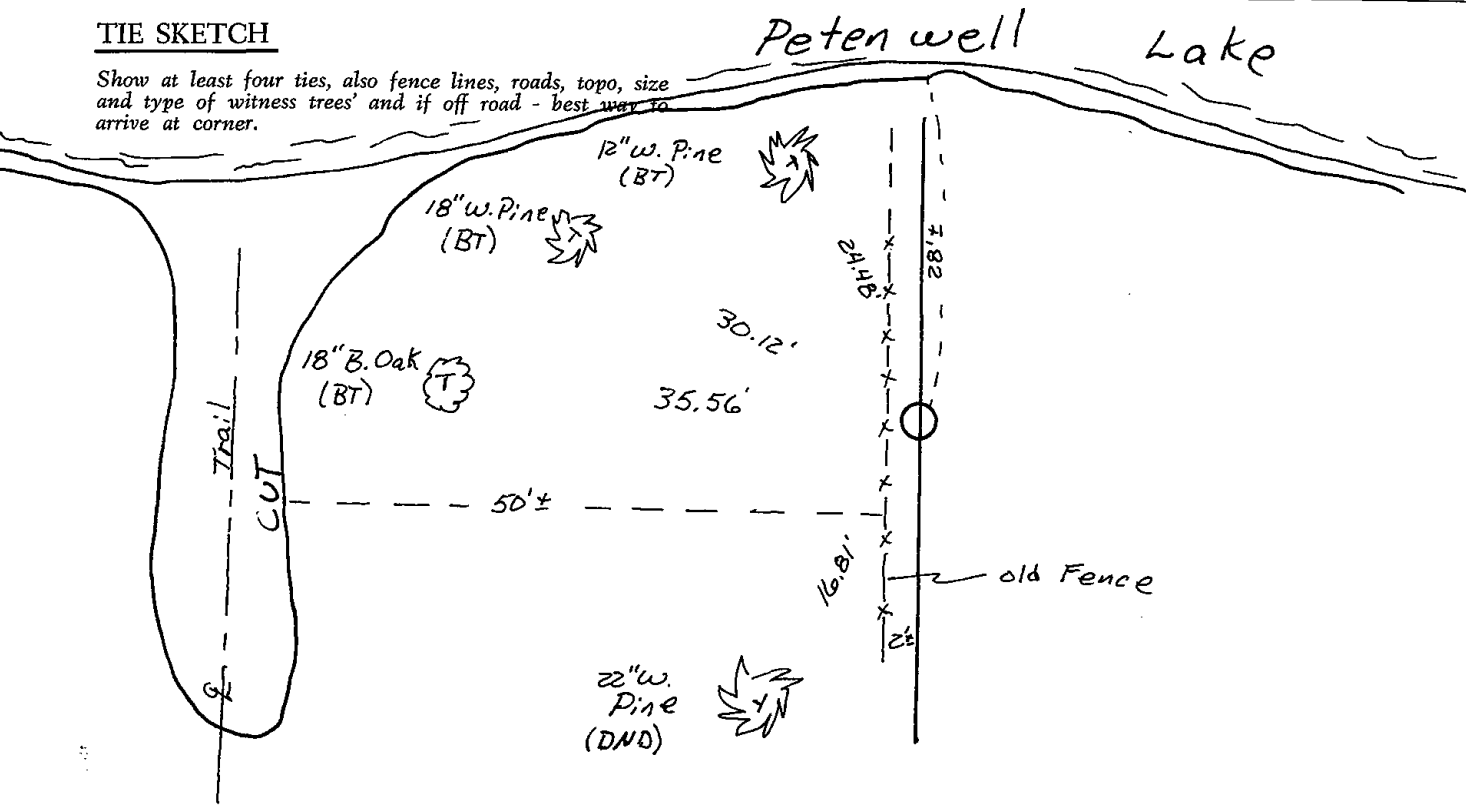 TIE SKETCH
Show at least four ties, also fence lines, roads, topo, size
and type of witness trees' and if off road - best way to
arrive at corner.
Petenwell Lake
12" W. Pine
(BT)
18" W. Pine
(BT)
24.48'
30.12'
18" B. Oak
(BT)
T
35.56'
Trail
CUT
50'±
16.81'
old Fence
2'±
22" W.
Pine
(DND)